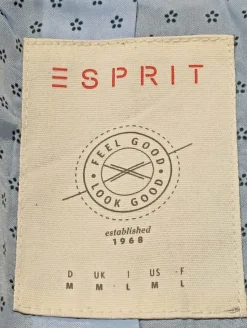 ESPRIT
FEEL GOOD
LOOK GOOD
established
1968
D UK I US · F
M M · L M L